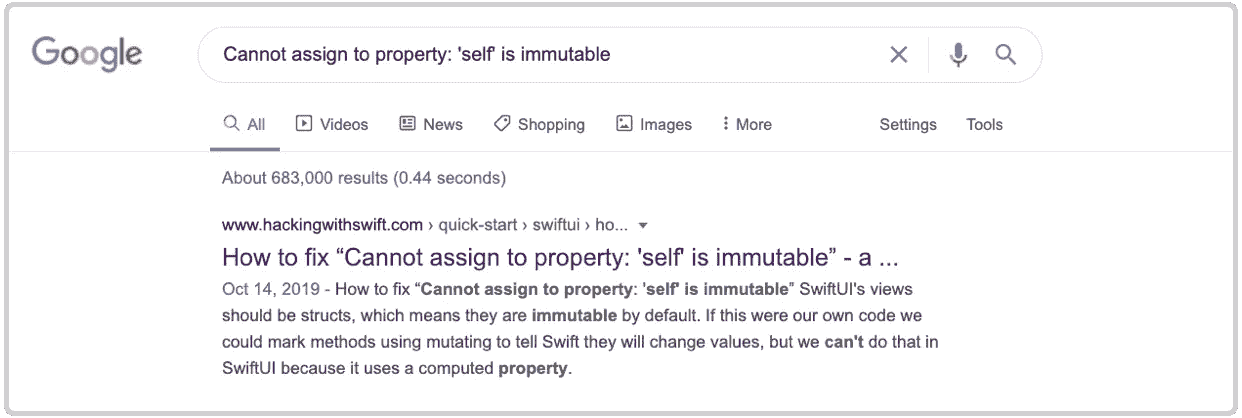 Google
Cannot assign to property: 'self' is immutable
All Videos News Shopping Images More Settings Tools
About 683,000 results (0.44 seconds)
www.hackingwithswift.com › quick-start › swiftui › ho...
How to fix “Cannot assign to property: 'self' is immutable” - a ...
Oct 14, 2019 - How to fix “Cannot assign to property: 'self' is immutable” SwiftUI's views
should be structs, which means they are immutable by default. If this were our own code we
could mark methods using mutating to tell Swift they will change values, but we can't do that in
SwiftUI because it uses a computed property.